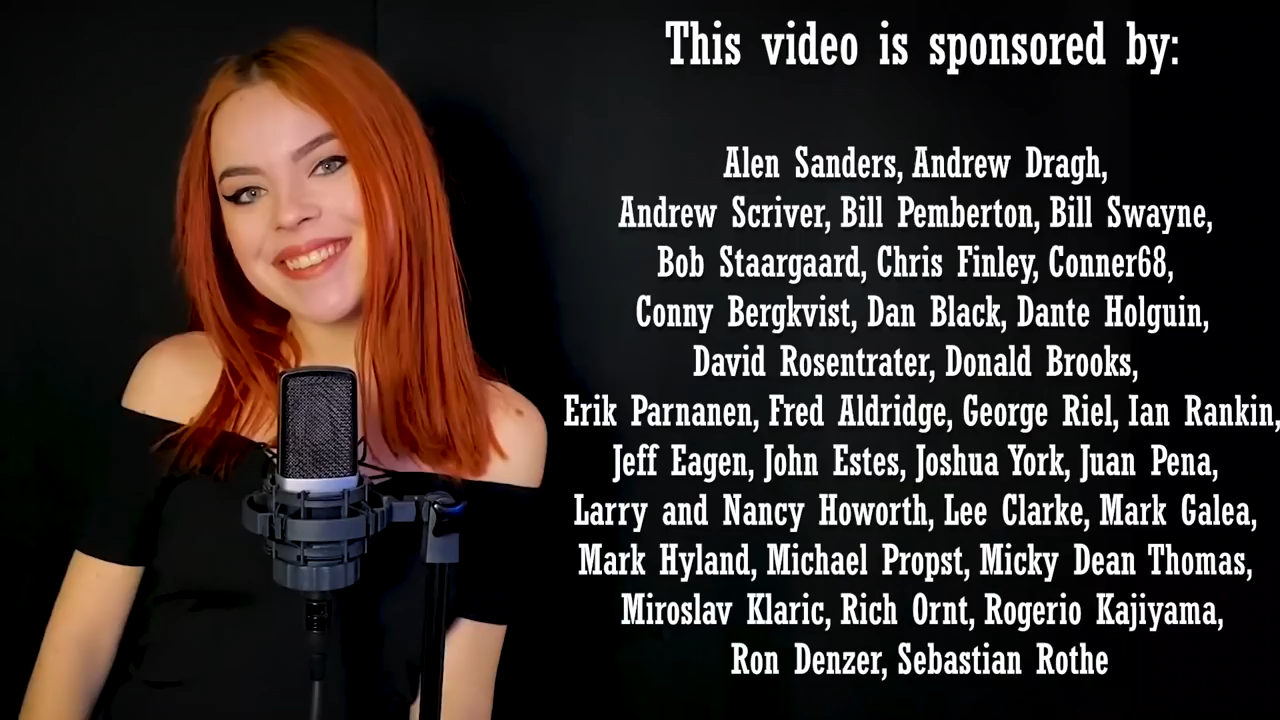 This video is sponsored by:
Alen Sanders, Andrew Dragh,
Andrew Scriver, Bill Pemberton, Bill Swayne,
Bob Staargaard, Chris Finley, Conner68,
Conny Bergkvist, Dan Black, Dante Holguin,
David Rosentrater, Donald Brooks,
Erik Parnanen, Fred Aldridge, George Riel, Ian Rankin,
Jeff Eagen, John Estes, Joshua York, Juan Pena,
Larry and Nancy Howorth, Lee Clarke, Mark Galea,
Mark Hyland, Michael Propst, Micky Dean Thomas,
Miroslav Klaric, Rich Ornt, Rogerio Kajiyama,
Ron Denzer, Sebastian Rothe